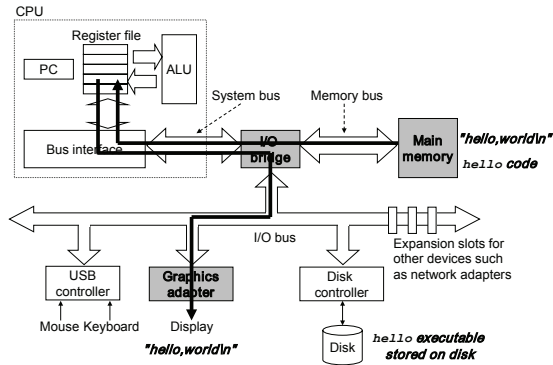 CPU
Register file
PC
ALU
System bus
Memory bus
Bus interface
I/O
bridge
Main
memory
"hello,world\n"
hello code
I/O bus
Expansion slots for
other devices such
as network adapters
USB
controller
Graphics
adapter
Disk
controller
Mouse Keyboard
Display
"hello,world\n"
Disk
hello executable
stored on disk